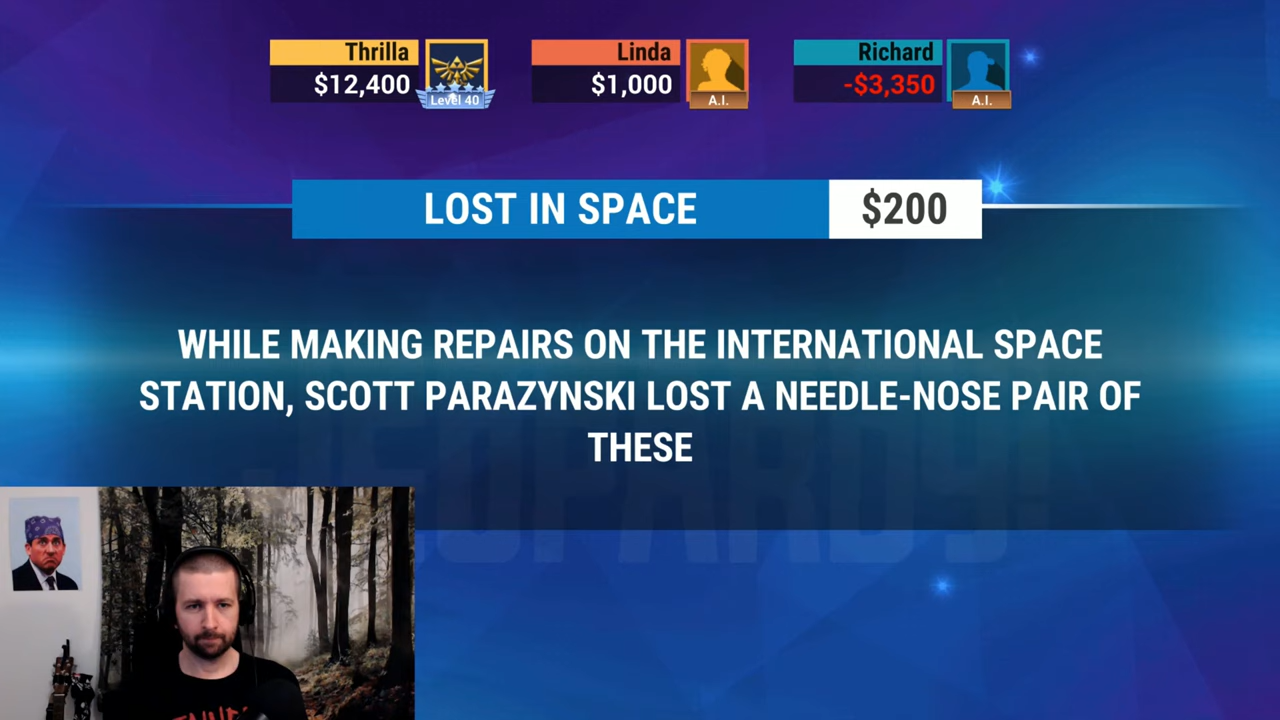 Thrilla
$12,400
Level 40
Linda
$1,000
A.I.
Richard
-$3,350
A.I.
LOST IN SPACE
$200
WHILE MAKING REPAIRS ON THE INTERNATIONAL SPACE
STATION, SCOTT PARAZYNSKI LOST A NEEDLE-NOSE PAIR OF
THESE
JEOPARDY!